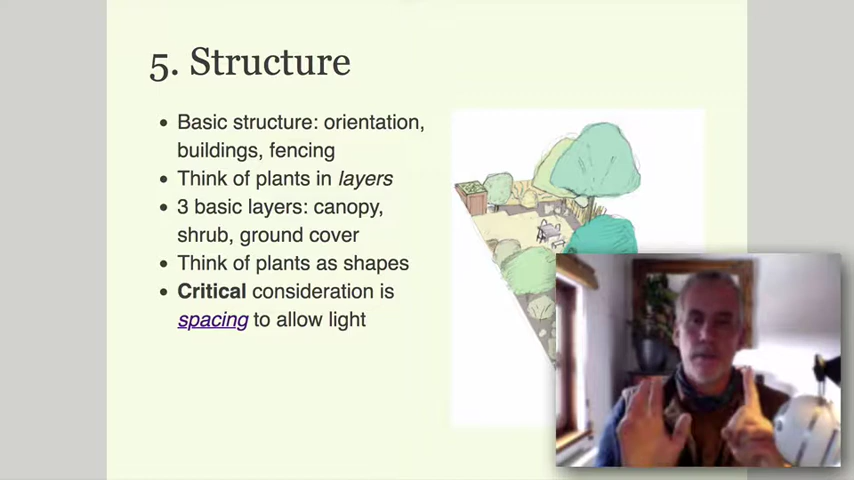 5. Structure
• Basic structure: orientation,
buildings, fencing
• Think of plants in layers
• 3 basic layers: canopy,
shrub, ground cover
• Think of plants as shapes
• Critical consideration is
spacing to allow light